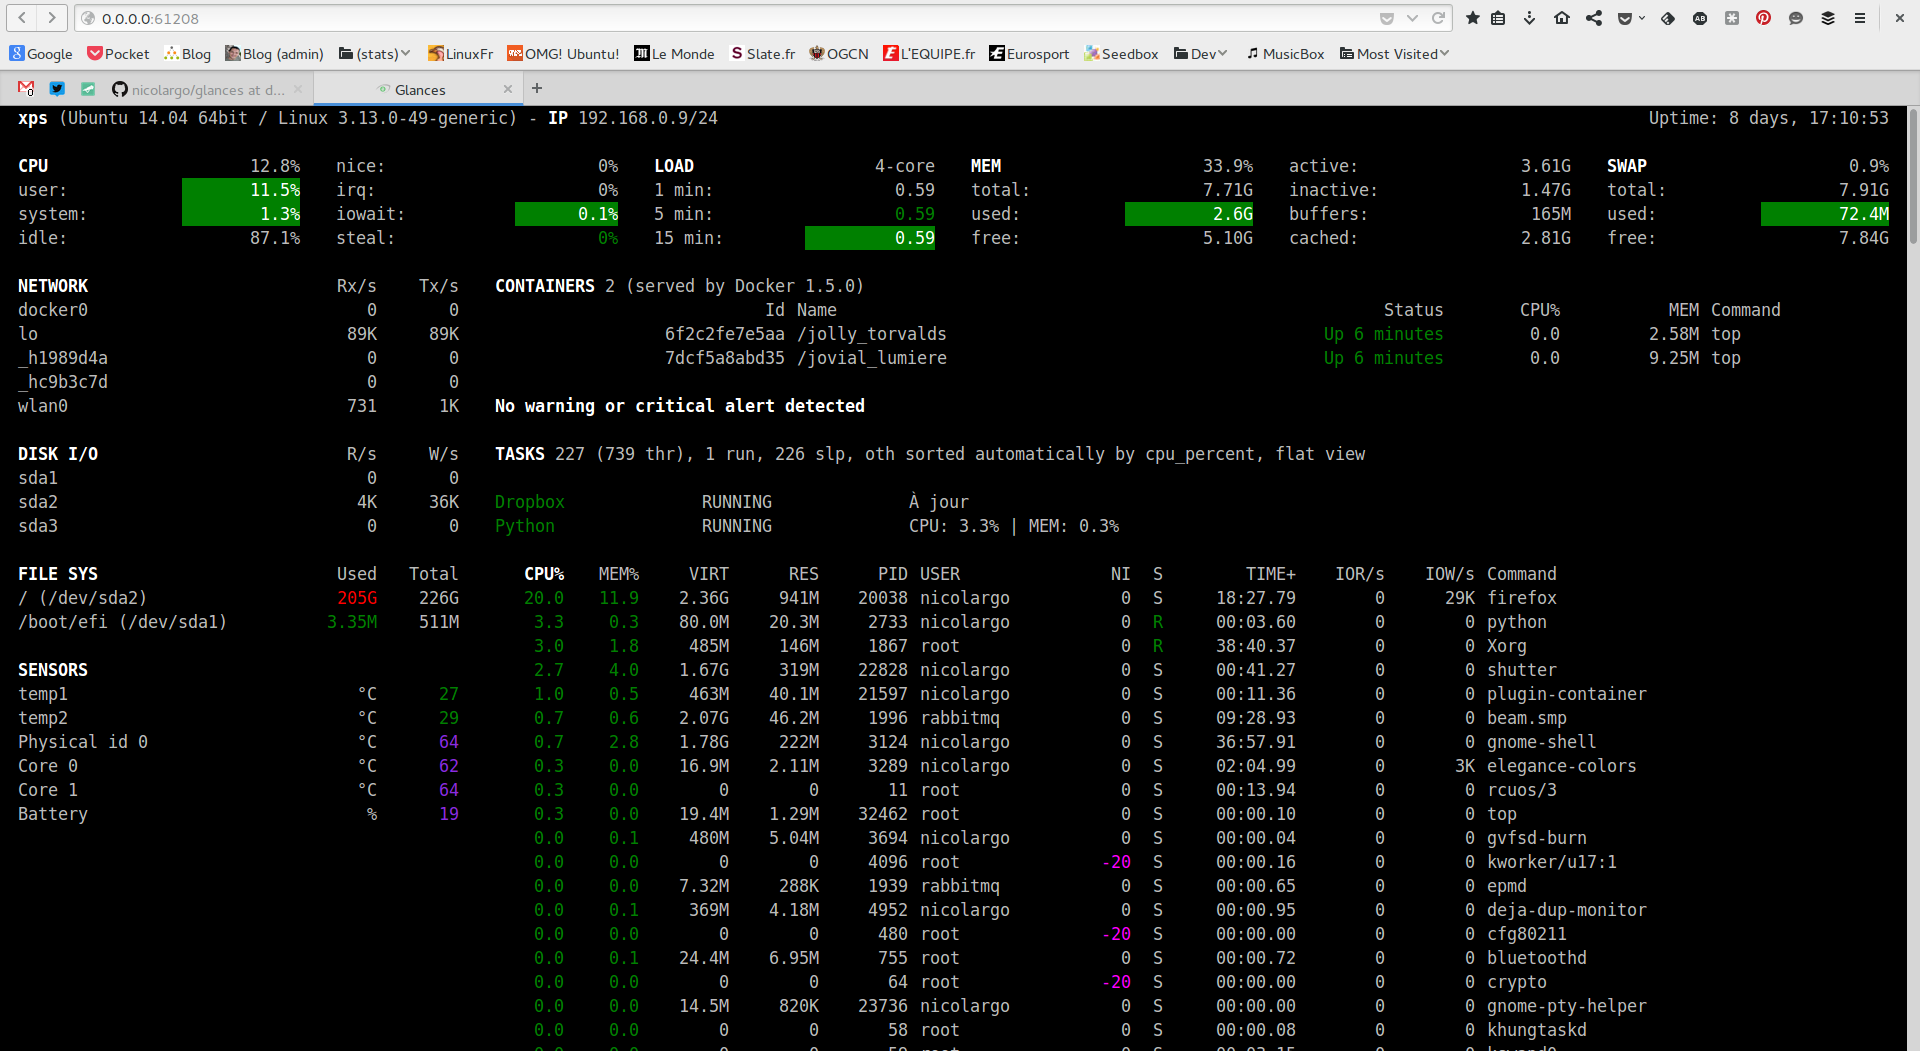 0.0.0.0:61208
Google Pocket Blog Blog (admin) (stats) LinuxFr OMG! Ubuntu! Le Monde Slate.fr OGCN L'EQUIPE.fr Eurosport Seedbox Dev MusicBox Most Visited
nicolargo/glances at d... Glances
xps (Ubuntu 14.04 64bit / Linux 3.13.0-49-generic) - IP 192.168.0.9/24 Uptime: 8 days, 17:10:53
CPU 12.8% nice: 0% LOAD 4-core MEM 33.9% active: 3.61G SWAP 0.9%
user: 11.5% irq: 0% 1 min: 0.59 total: 7.71G inactive: 1.47G total: 7.91G
system: 1.3% iowait: 0.1% 5 min: 0.59 used: 2.6G buffers: 165M used: 72.4M
idle: 87.1% steal: 0% 15 min: 0.59 free: 5.10G cached: 2.81G free: 7.84G
NETWORK Rx/s Tx/s
docker0 0 0
lo 89K 89K
_h1989d4a 0 0
_hc9b3c7d 0 0
wlan0 731 1K
DISK I/O R/s W/s
sda1 0 0
sda2 4K 36K
sda3 0 0
FILE SYS Used Total
/ (/dev/sda2) 205G 226G
/boot/efi (/dev/sda1) 3.35M 511M
SENSORS
temp1 °C 27
temp2 °C 29
Physical id 0 °C 64
Core 0 °C 62
Core 1 °C 64
Battery % 19
CONTAINERS 2 (served by Docker 1.5.0)
Id Name Status CPU% MEM Command
6f2c2fe7e5aa /jolly_torvalds Up 6 minutes 0.0 2.58M top
7dcf5a8abd35 /jovial_lumiere Up 6 minutes 0.0 9.25M top
No warning or critical alert detected
TASKS 227 (739 thr), 1 run, 226 slp, oth sorted automatically by cpu_percent, flat view
Dropbox RUNNING À jour
Python RUNNING CPU: 3.3% | MEM: 0.3%
CPU% MEM% VIRT RES PID USER NI S TIME+ IOR/s IOW/s Command
20.0 11.9 2.36G 941M 20038 nicolargo 0 S 18:27.79 0 29K firefox
3.3 0.3 80.0M 20.3M 2733 nicolargo 0 R 00:03.60 0 0 python
3.0 1.8 485M 146M 1867 root 0 R 38:40.37 0 0 Xorg
2.7 4.0 1.67G 319M 22828 nicolargo 0 S 00:41.27 0 0 shutter
1.0 0.5 463M 40.1M 21597 nicolargo 0 S 00:11.36 0 0 plugin-container
0.7 0.6 2.07G 46.2M 1996 rabbitmq 0 S 09:28.93 0 0 beam.smp
0.7 2.8 1.78G 222M 3124 nicolargo 0 S 36:57.91 0 0 gnome-shell
0.3 0.0 16.9M 2.11M 3289 nicolargo 0 S 02:04.99 0 3K elegance-colors
0.3 0.0 0 0 11 root 0 S 00:13.94 0 0 rcuos/3
0.3 0.0 19.4M 1.29M 32462 root 0 S 00:00.10 0 0 top
0.0 0.1 480M 5.04M 3694 nicolargo 0 S 00:00.04 0 0 gvfsd-burn
0.0 0.0 0 0 4096 root -20 S 00:00.16 0 0 kworker/u17:1
0.0 0.0 7.32M 288K 1939 rabbitmq 0 S 00:00.65 0 0 epmd
0.0 0.1 369M 4.18M 4952 nicolargo 0 S 00:00.95 0 0 deja-dup-monitor
0.0 0.0 0 0 480 root -20 S 00:00.00 0 0 cfg80211
0.0 0.1 24.4M 6.95M 755 root 0 S 00:00.72 0 0 bluetoothd
0.0 0.0 0 0 64 root -20 S 00:00.00 0 0 crypto
0.0 0.0 14.5M 820K 23736 nicolargo 0 S 00:00.00 0 0 gnome-pty-helper
0.0 0.0 0 0 58 root 0 S 00:00.08 0 0 khungtaskd